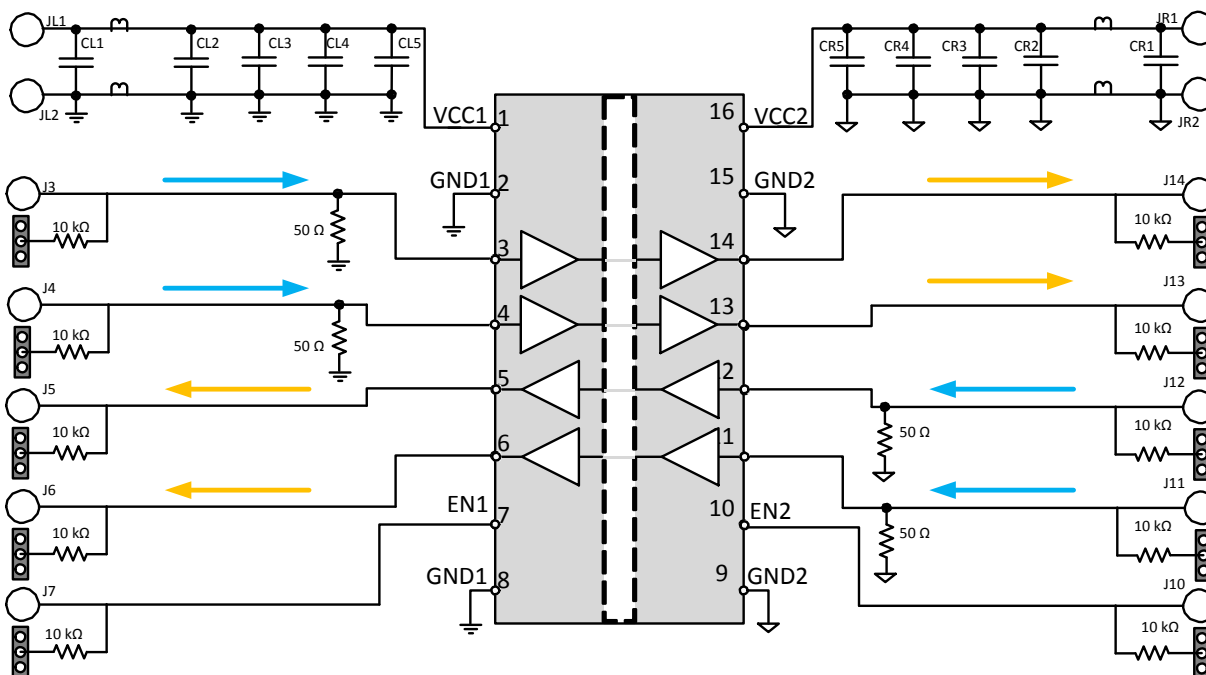 JL1
CL1
CL2
CL3
CL4
CL5
JL2
JR1
CR5
CR4
CR3
CR2
CR1
JR2
VCC1
1
16
VCC2
J3
10 kΩ
50 Ω
GND1
2
15
GND2
J14
10 kΩ
3
14
J4
10 kΩ
50 Ω
4
13
J13
10 kΩ
J5
10 kΩ
5
2
J12
10 kΩ
50 Ω
J6
10 kΩ
6
11
J11
10 kΩ
50 Ω
EN1
7
10
EN2
J7
10 kΩ
GND1
8
9
GND2
J10
10 kΩ